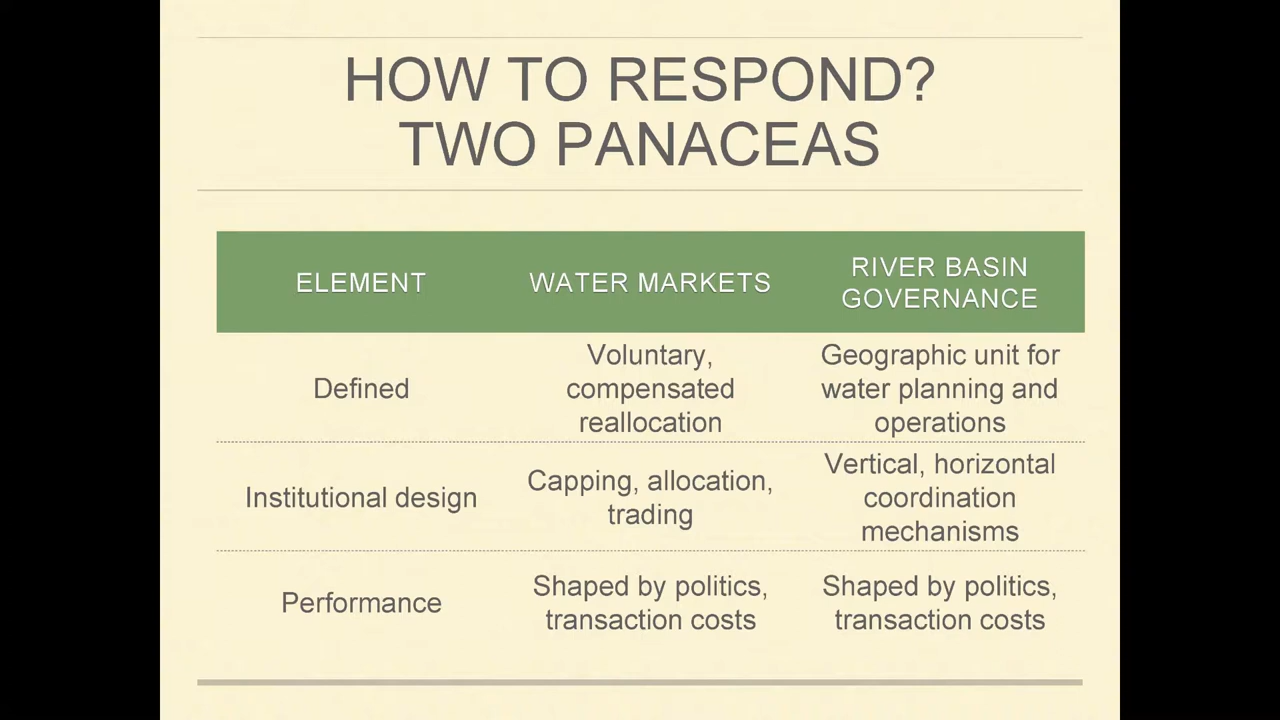 HOW TO RESPOND?
TWO PANACEAS
ELEMENT
WATER MARKETS
RIVER BASIN
GOVERNANCE
Defined
Voluntary,
compensated
reallocation
Geographic unit for
water planning and
operations
Institutional design
Capping, allocation,
trading
Vertical, horizontal
coordination
mechanisms
Performance
Shaped by politics,
transaction costs
Shaped by politics,
transaction costs